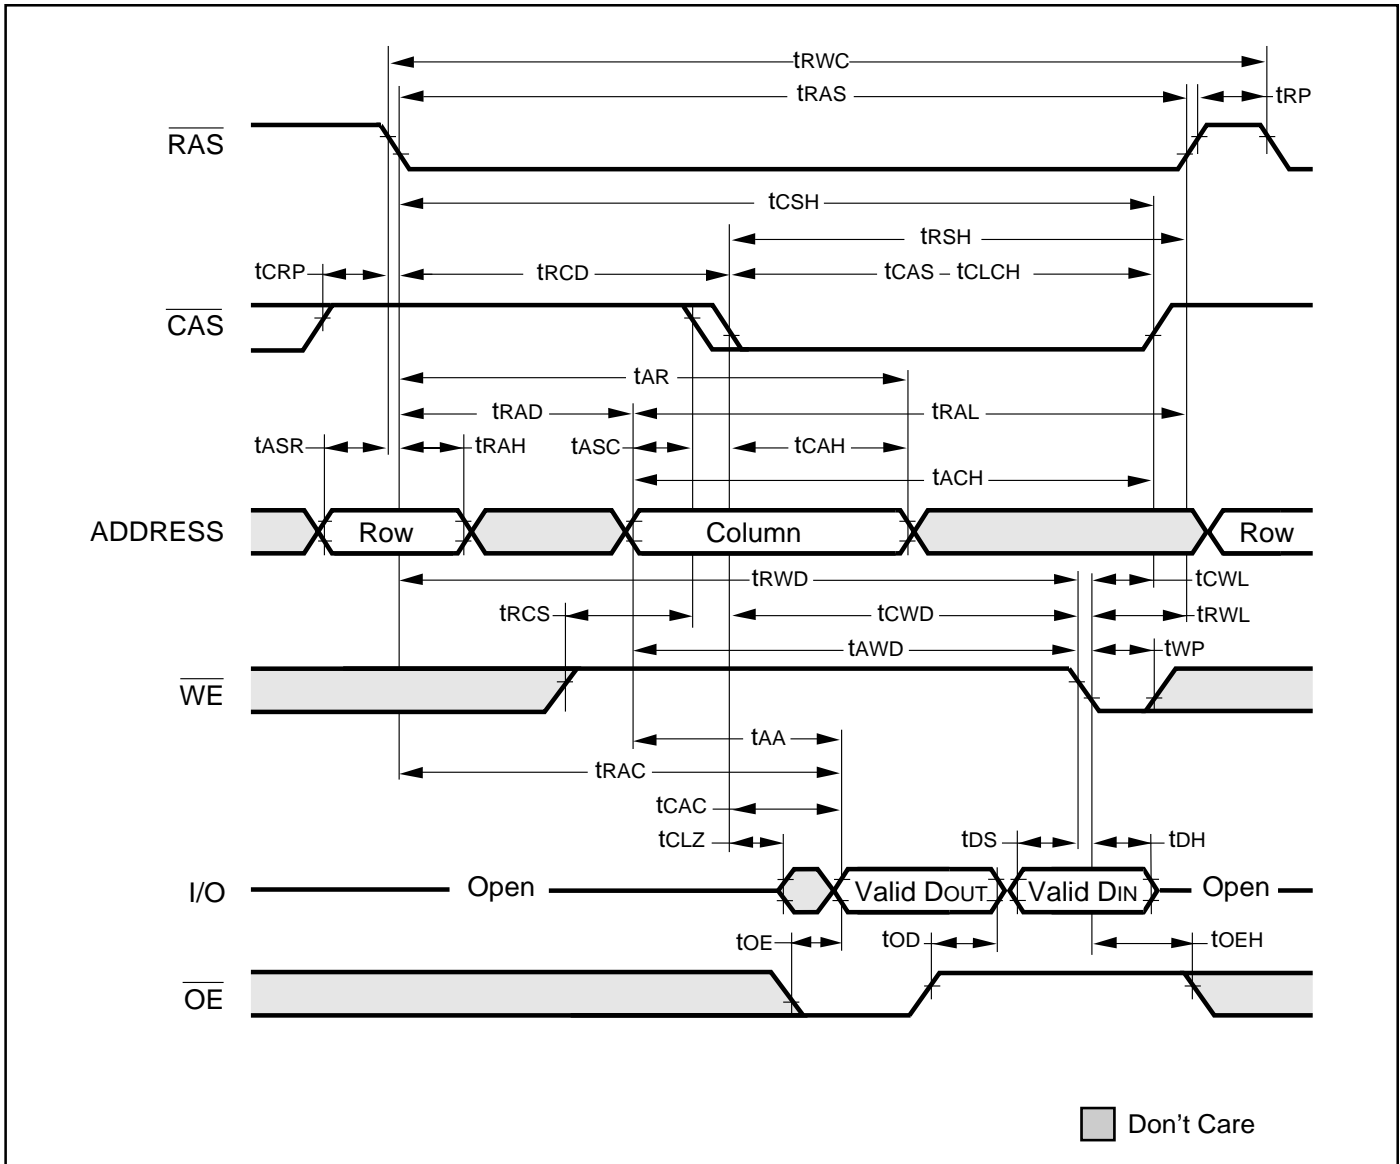 tRWC
tRAS
tRP
RAS
tCSH
tRSH
tCRP
tRCD
tCAS – tCLCH
CAS
tAR
tRAD
tRAL
tASR
tRAH
tASC
tCAH
tACH
ADDRESS
Row
Column
Row
tRWD
tCWL
tRCS
tCWD
tRWL
tAWD
tWP
WE
tAA
tRAC
tCAC
tCLZ
tDS
tDH
I/O
Open
Valid DOUT
Valid DIN
Open
tOE
tOD
tOEH
OE
Don't Care